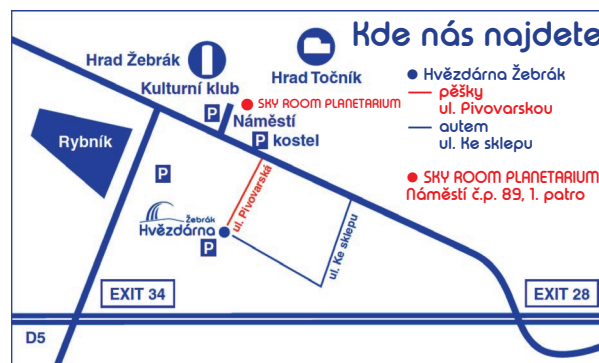 Kde nás najdete
Hrad Žebrák
Kulturní klub
Hrad Točník
Hvězdárna Žebrák
pěšky
ul. Pivovarskou
autem
ul. Ke sklepu
SKY ROOM PLANETARIUM
Náměstí č.p. 89, 1. patro
P
SKY ROOM PLANETARIUM
Náměstí
P kostel
Rybník
P
Žebrák
Hvězdárna
P
ul. Pivovarská
ul. Ke sklepu
EXIT 34
EXIT 28
D5